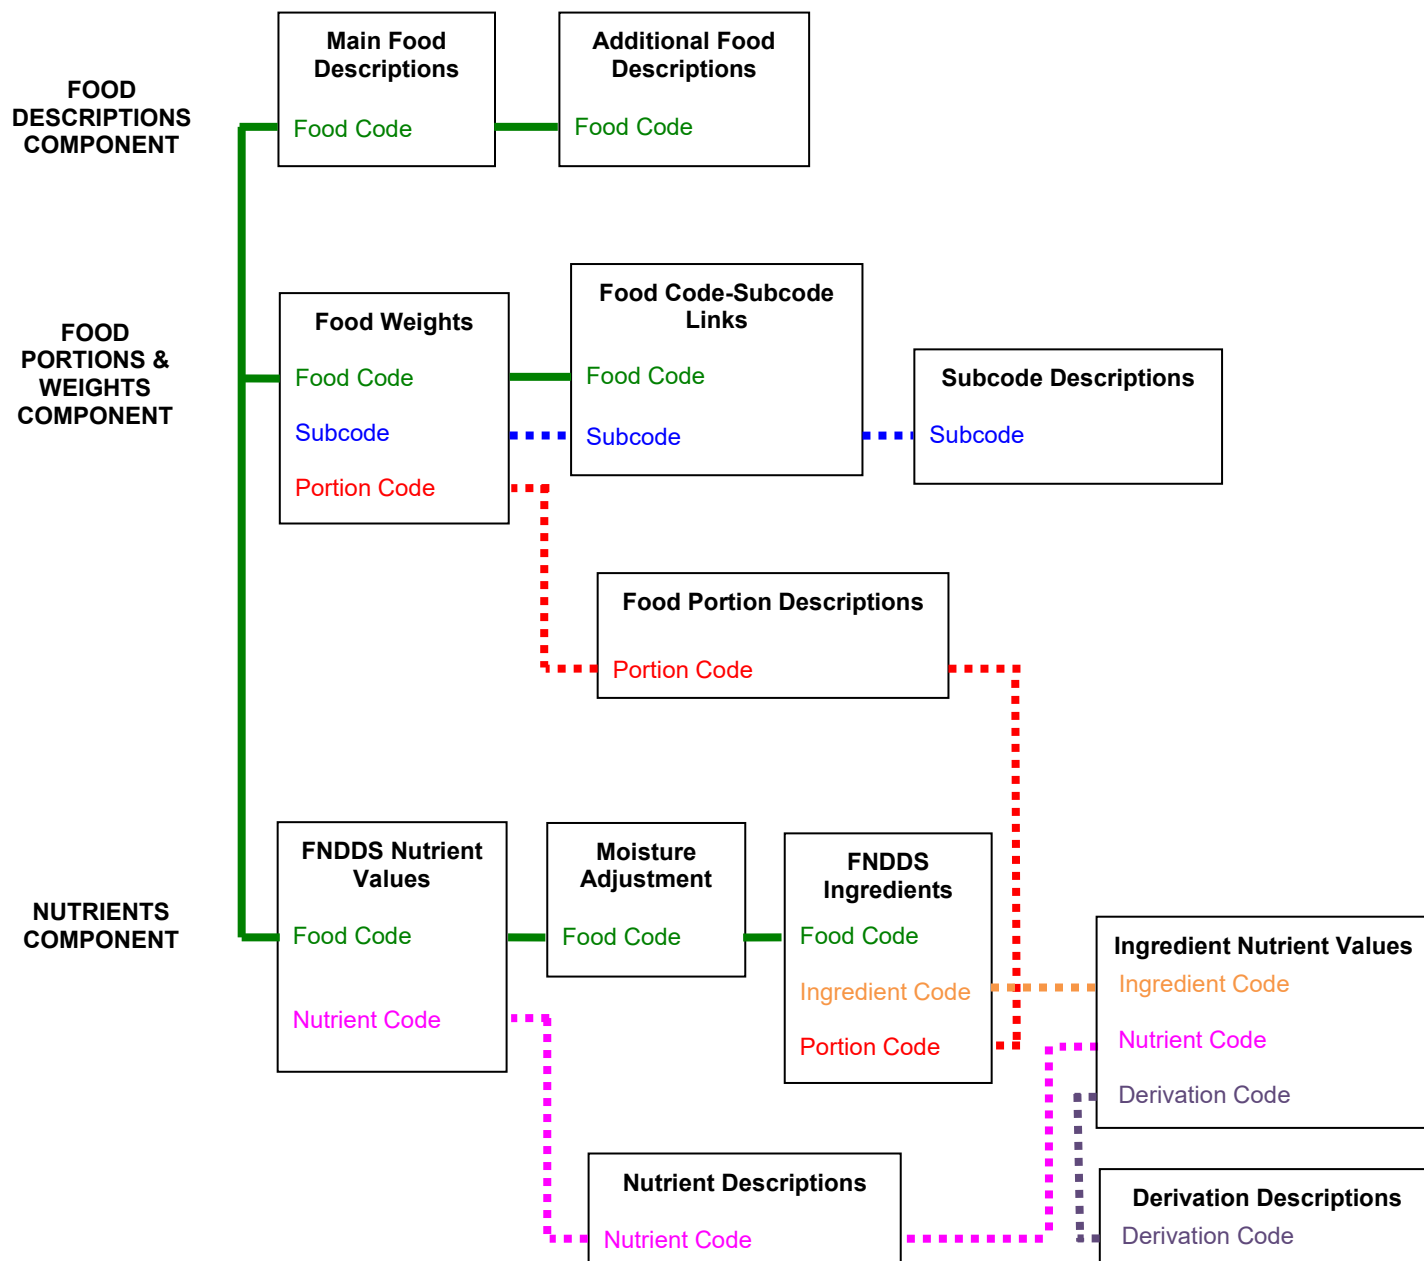 FOOD
DESCRIPTIONS
COMPONENT
Main Food
Descriptions
Food Code
Additional Food
Descriptions
Food Code
FOOD
PORTIONS &
WEIGHTS
COMPONENT
Food Weights
Food Code
Subcode
Portion Code
Food Code-Subcode
Links
Food Code
Subcode
Subcode Descriptions
Subcode
Food Portion Descriptions
Portion Code
NUTRIENTS
COMPONENT
FNDDS Nutrient
Values
Food Code
Nutrient Code
Moisture
Adjustment
Food Code
FNDDS
Ingredients
Food Code
Ingredient Code
Portion Code
Ingredient Nutrient Values
Ingredient Code
Nutrient Code
Derivation Code
Nutrient Descriptions
Nutrient Code
Derivation Descriptions
Derivation Code